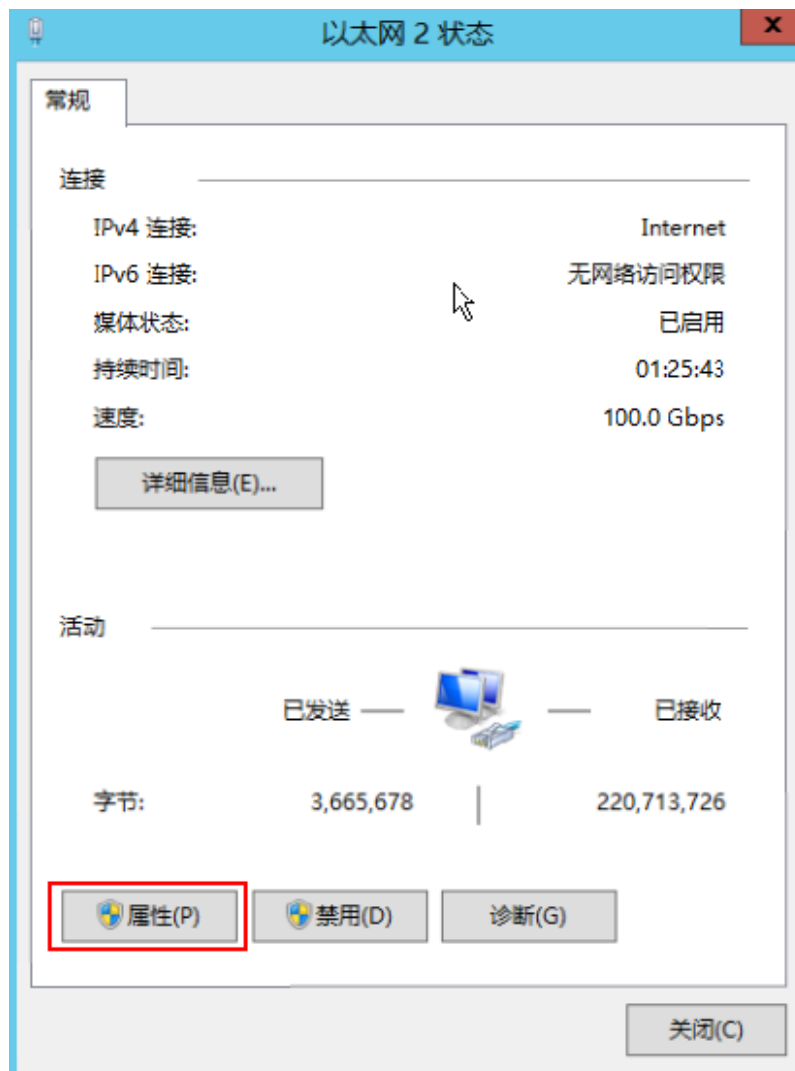 以太网 2 状态
x
常规
连接
IPv4 连接: Internet
IPv6 连接: 无网络访问权限
媒体状态: 已启用
持续时间: 01:25:43
速度: 100.0 Gbps
详细信息(E)...
活动
已发送 — — 已接收
字节: 3,665,678 220,713,726
属性(P) 禁用(D) 诊断(G)
关闭(C)